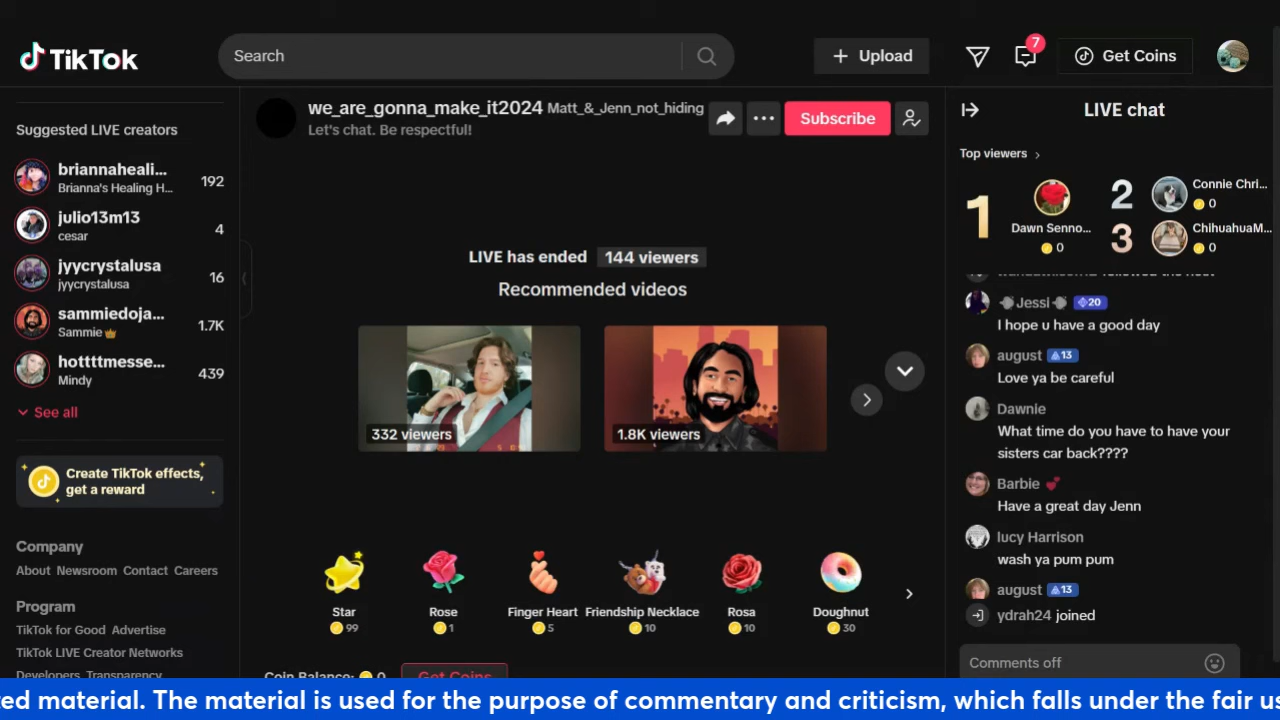 TikTok
Search
Upload
7
Get Coins
Suggested LIVE creators
briannaheali...
Brianna's Healing H...
192
julio13m13
cesar
4
jyycrystalusa
jyycrystalusa
16
sammiedoja...
Sammie
1.7K
hottttmesse...
Mindy
439
See all
Create TikTok effects,
get a reward
Company
About Newsroom Contact Careers
Program
TikTok for Good Advertise
TikTok LIVE Creator Networks
Developers Transparency
we_are_gonna_make_it2024 Matt_&_Jenn_not_hiding
Let's chat. Be respectful!
Subscribe
LIVE has ended 144 viewers
Recommended videos
332 viewers
1.8K viewers
Star
99
Rose
1
Finger Heart
5
Friendship Necklace
10
Rosa
10
Doughnut
30
Coin Balance: 0 Get Coins
LIVE chat
Top viewers
1
Dawn Senno...
0
2
Connie Chri...
0
3
ChihuahuaM...
0
followed the host
Jessi 20
I hope u have a good day
august 13
Love ya be careful
Dawnie
What time do you have to have your
sisters car back????
Barbie
Have a great day Jenn
lucy Harrison
wash ya pum pum
august 13
ydrah24 joined
Comments off
ted material. The material is used for the purpose of commentary and criticism, which falls under the fair us